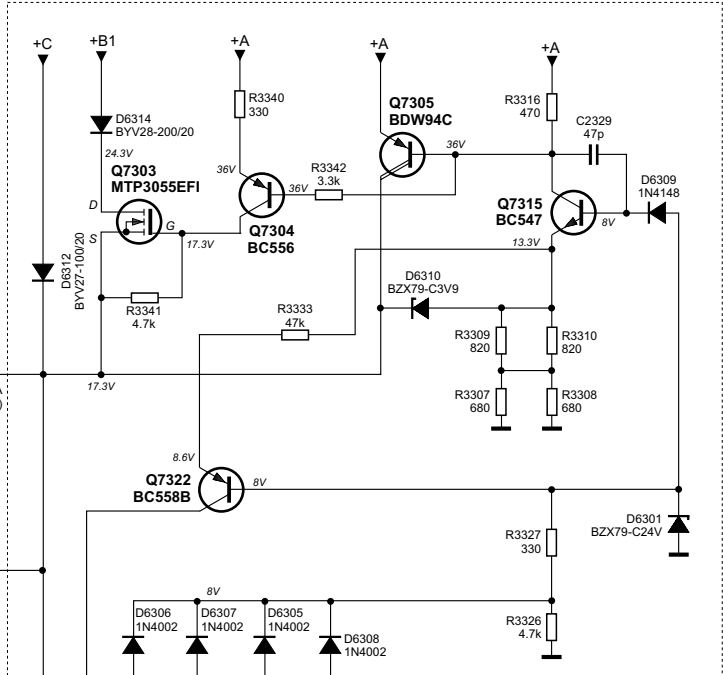 +C
+B1
+A
+A
+A
D6314
BYV28-200/20
24.3V
Q7303
MTP3055EFI
D
S
G
17.3V
R3340
330
36V
Q7304
BC556
36V
R3342
3.3k
Q7305
BDW94C
36V
R3316
470
C2329
47p
Q7315
BC547
8V
D6309
1N4148
13.3V
D6312
BYV27-100/20
R3341
4.7k
17.3V
R3333
47k
D6310
BZX79-C3V9
R3309
820
R3310
820
R3307
680
R3308
680
8.6V
Q7322
BC558B
8V
R3327
330
D6301
BZX79-C24V
8V
D6306
1N4002
D6307
1N4002
D6305
1N4002
D6308
1N4002
R3326
4.7k